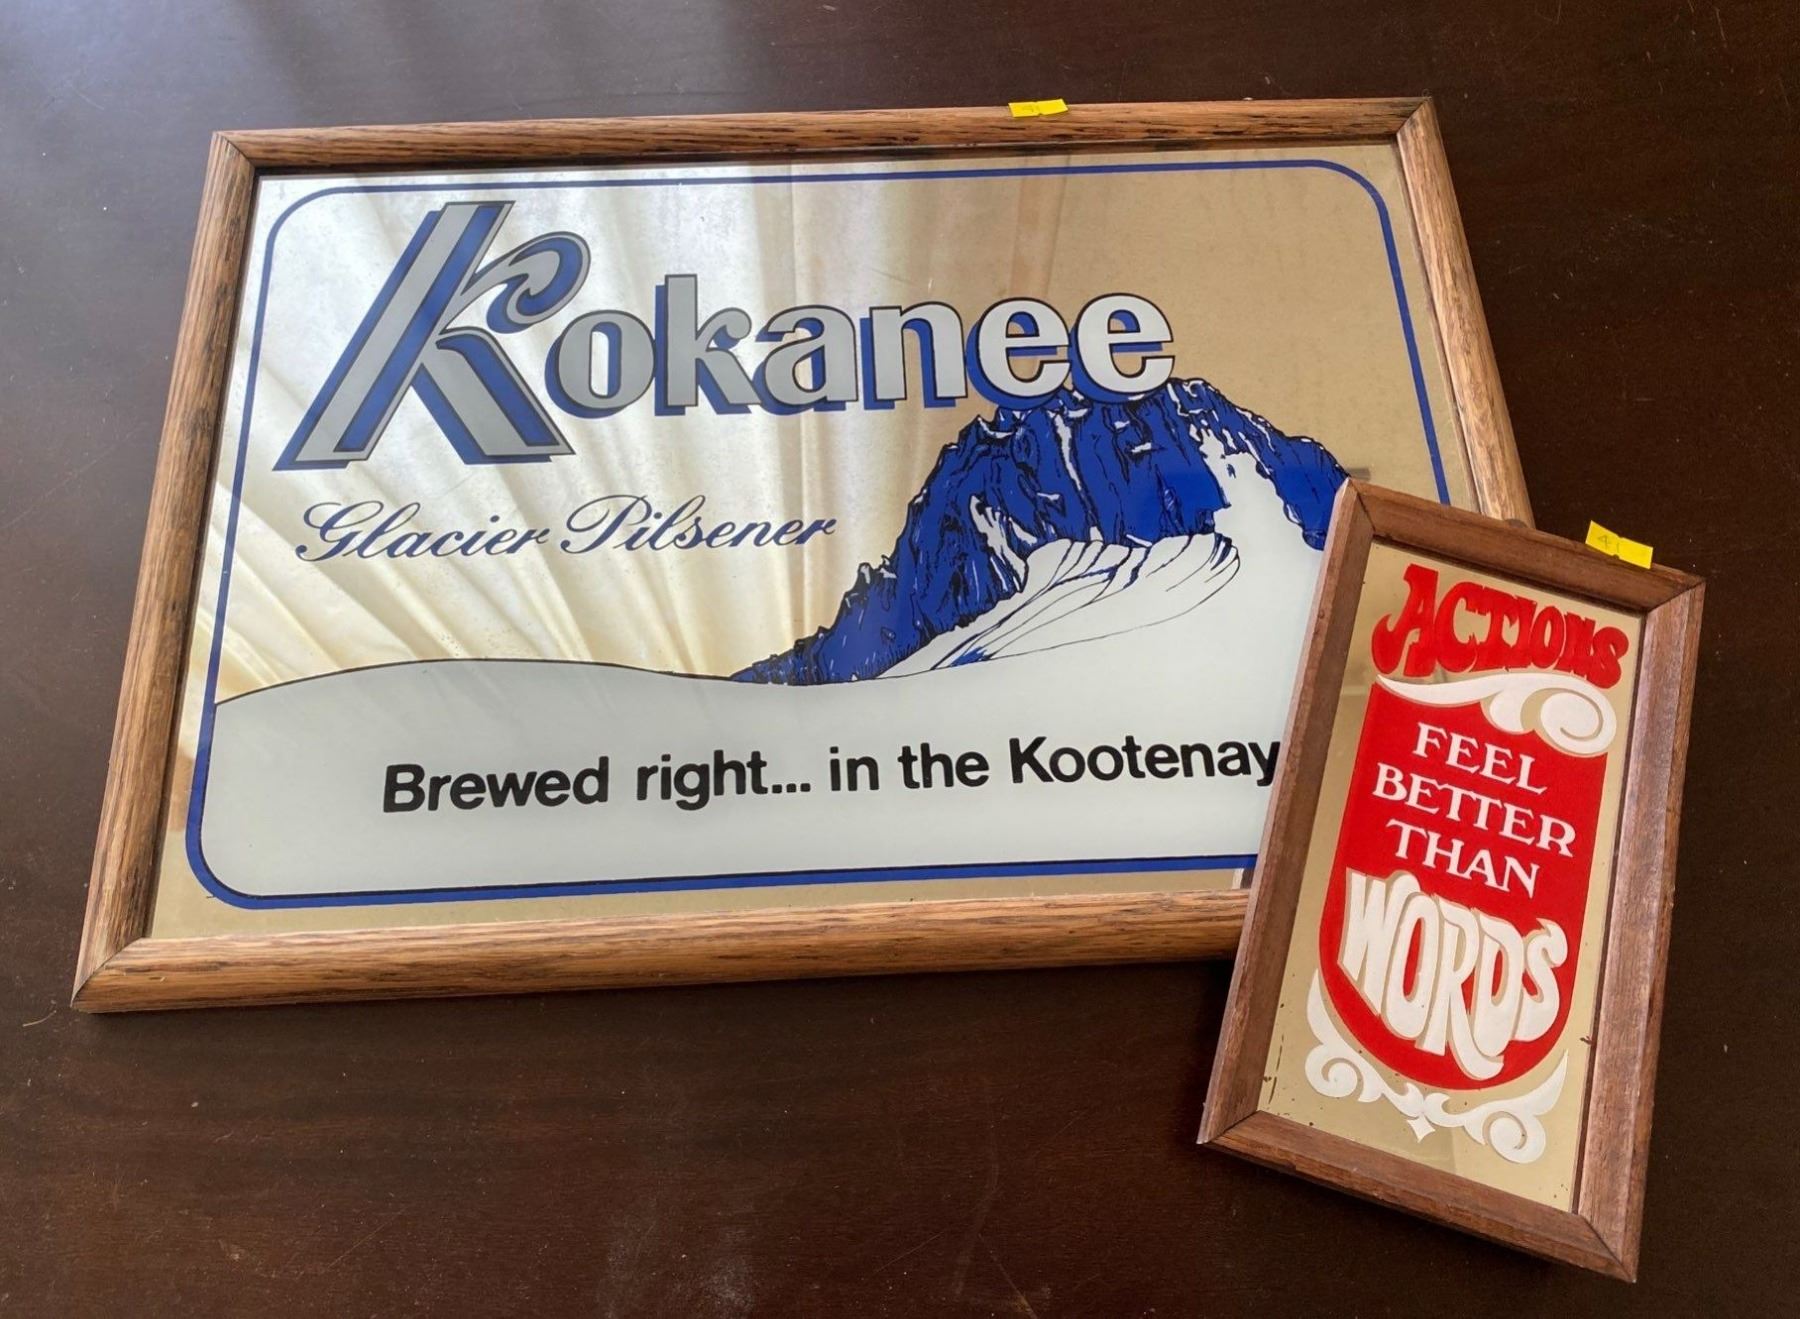 Kokanee
Glacier Pilsener
Brewed right... in the Kootenay
ACTIONS
FEEL
BETTER
THAN
WORDS